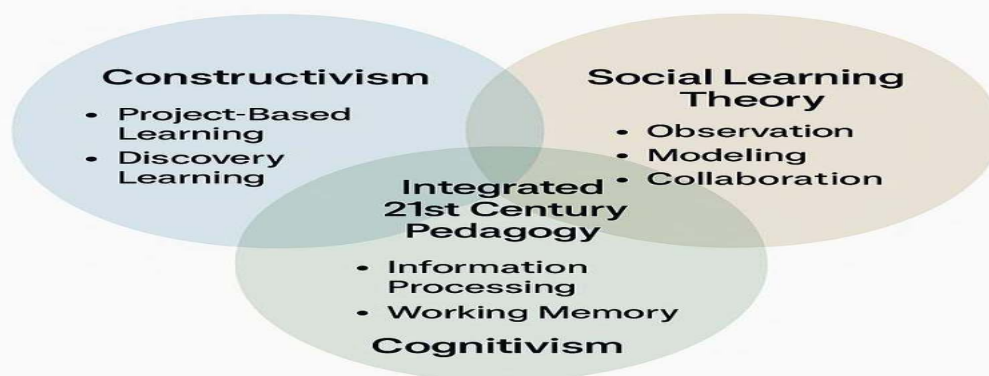 Constructivism
• Project-Based
Learning
• Discovery
Learning
Social Learning
Theory
• Observation
• Modeling
• Collaboration
Integrated
21st Century
Pedagogy
• Information
Processing
• Working Memory
Cognitivism